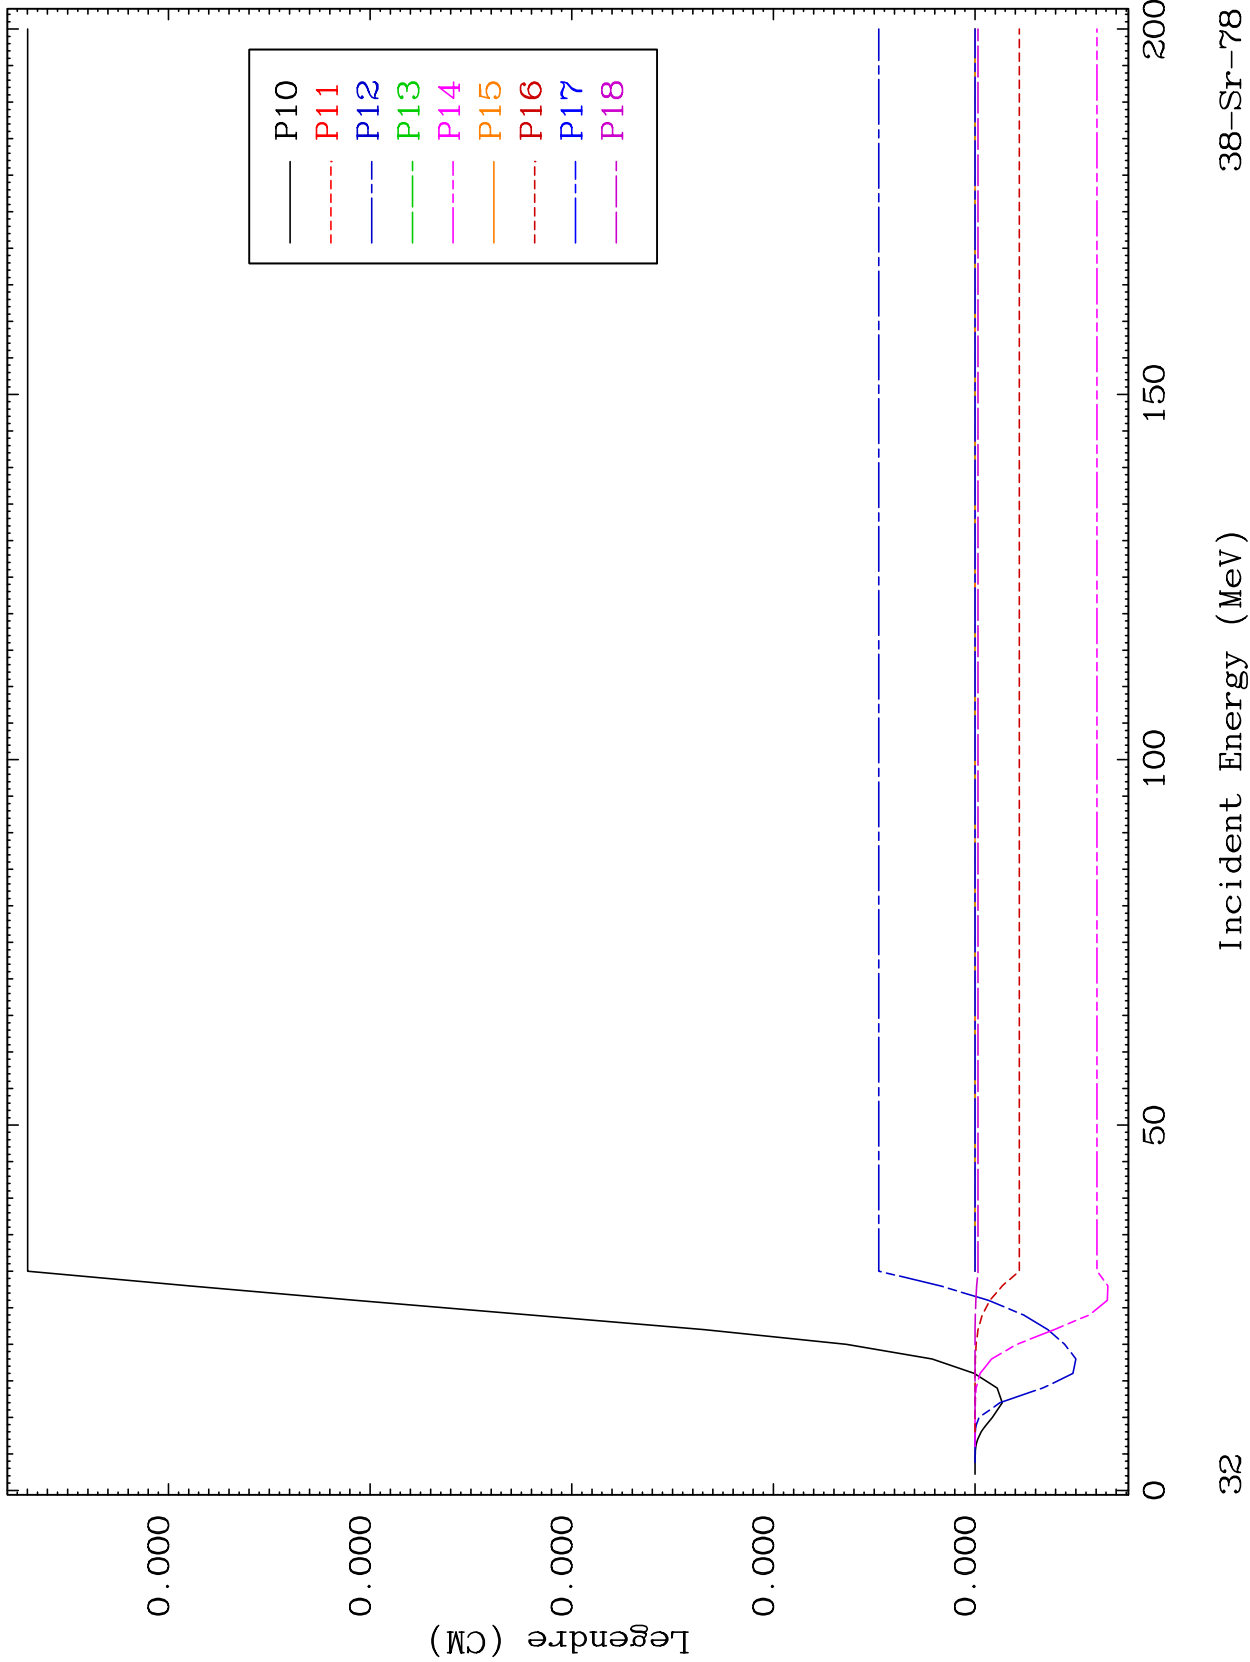 P10
P11
P12
P13
P14
P15
P16
P17
P18
Legendre (CM)
0.000
0.000
0.000
0.000
0.000
0
50
100
150
200
Incident Energy (MeV)
32
38-Sr-78